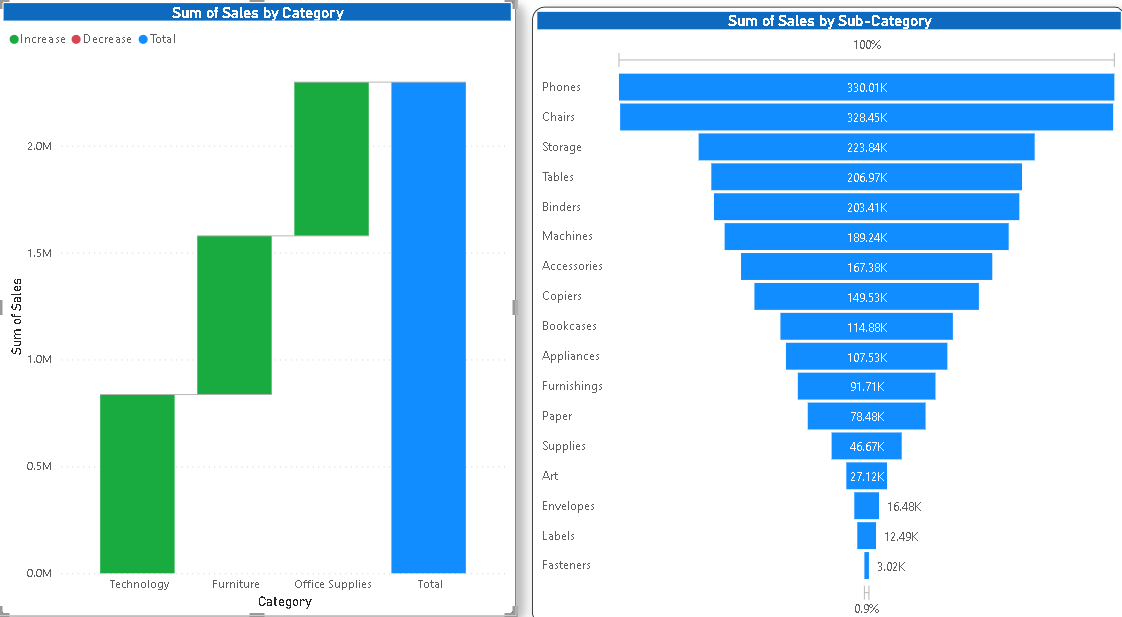 Sum of Sales by Category
Increase Decrease Total
2.0M
1.5M
1.0M
0.5M
0.0M
Sum of Sales
Technology Furniture Office Supplies Total
Category
Sum of Sales by Sub-Category
100%
Phones 330.01K
Chairs 328.45K
Storage 223.84K
Tables 206.97K
Binders 203.41K
Machines 189.24K
Accessories 167.38K
Copiers 149.53K
Bookcases 114.88K
Appliances 107.53K
Furnishings 91.71K
Paper 78.48K
Supplies 46.67K
Art 27.12K
Envelopes 16.48K
Labels 12.49K
Fasteners 3.02K
0.9%